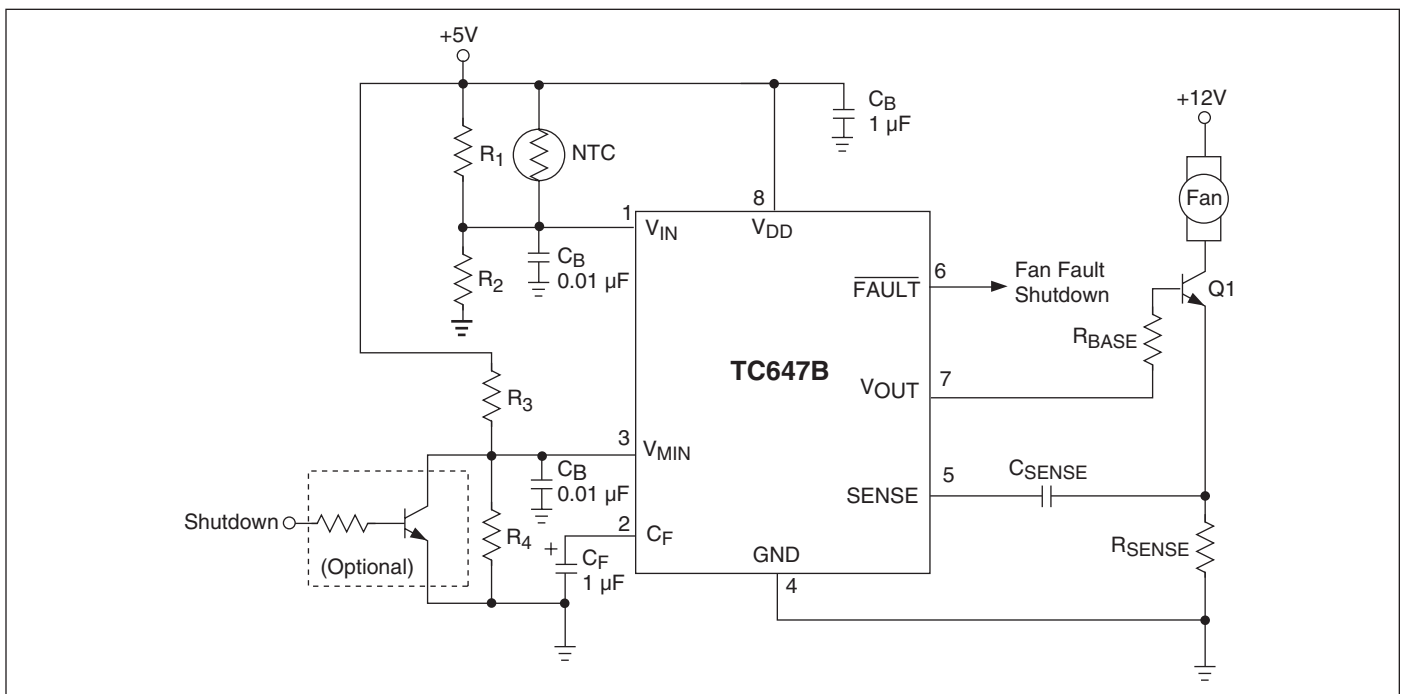 +5V
CB
1 µF
+12V
R1
NTC
Fan
1
8
VIN
VDD
CB
0.01 µF
R2
6
FAULT
Fan Fault
Shutdown
Q1
RBASE
TC647B
7
VOUT
R3
3
VMIN
CB
0.01 µF
5
CSENSE
SENSE
Shutdown
(Optional)
R4
2
CF
+
CF
1 µF
GND
4
RSENSE